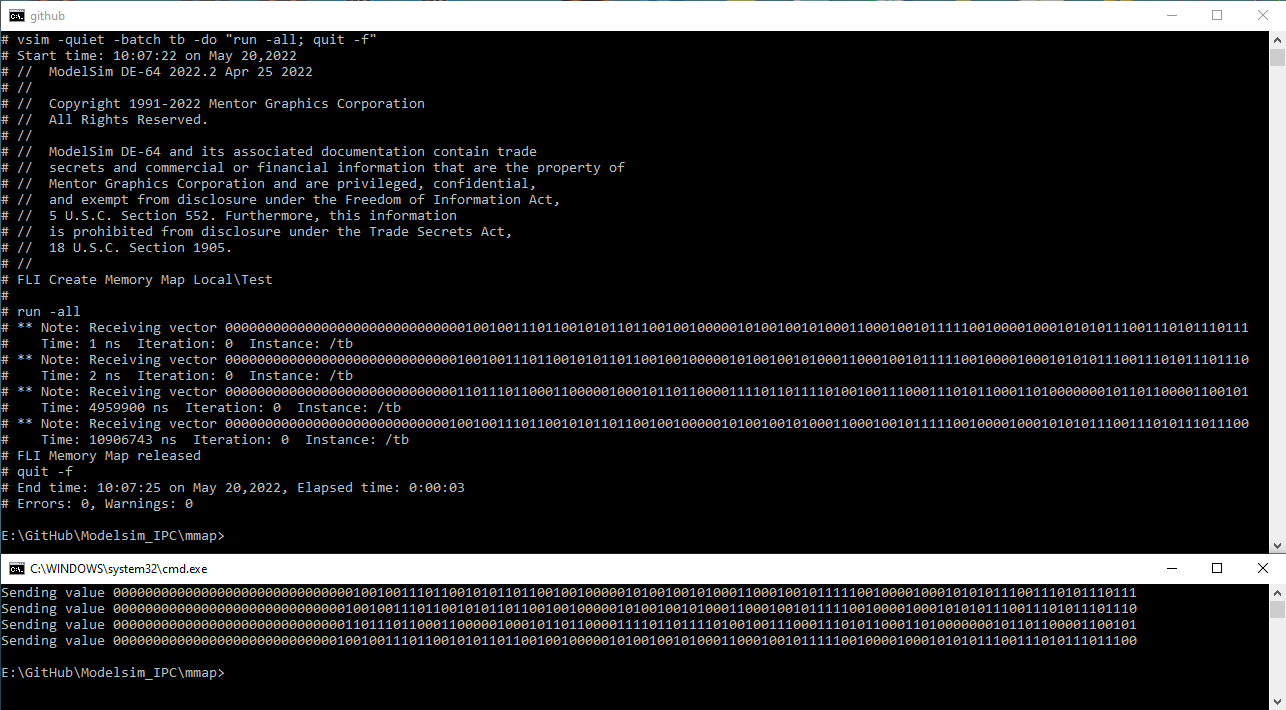 github
# vsim -quiet -batch tb -do "run -all; quit -f"
# Start time: 10:07:22 on May 20,2022
# //  ModelSim DE-64 2022.2 Apr 25 2022
# //
# //  Copyright 1991-2022 Mentor Graphics Corporation
# //  All Rights Reserved.
# //
# //  ModelSim DE-64 and its associated documentation contain trade
# //  secrets and commercial or financial information that are the property of
# //  Mentor Graphics Corporation and are privileged, confidential,
# //  and exempt from disclosure under the Freedom of Information Act,
# //  5 U.S.C. Section 552. Furthermore, this information
# //  is prohibited from disclosure under the Trade Secrets Act,
# //  18 U.S.C. Section 1905.
# //
# FLI Create Memory Map Local\Test
#
# run -all
# ** Note: Receiving vector 00000000000000000000000000000010010011101100101011011001001000001010010010100011000100101111100100001000101010111001110101110111
#    Time: 1 ns  Iteration: 0  Instance: /tb
# ** Note: Receiving vector 00000000000000000000000000000100100111011001010110110010010000010100100101000110001001011111001000010001010101110011101011101110
#    Time: 2 ns  Iteration: 0  Instance: /tb
# ** Note: Receiving vector 00000000000000000000000000000110111011000110000010001011011000011110110111101001001110001110101100011010000000101101100001100101
#    Time: 4959900 ns  Iteration: 0  Instance: /tb
# ** Note: Receiving vector 00000000000000000000000000001001001110110010101101100100100000101001001010001100010010111110010000100010101011100111010111011100
#    Time: 10906743 ns  Iteration: 0  Instance: /tb
# FLI Memory Map released
# quit -f
# End time: 10:07:25 on May 20,2022, Elapsed time: 0:00:03
# Errors: 0, Warnings: 0
E:\GitHub\Modelsim_IPC\mmap>
C:\WINDOWS\system32\cmd.exe
Sending value 00000000000000000000000000000010010011101100101011011001001000001010010010100011000100101111100100001000101010111001110101110111
Sending value 00000000000000000000000000000100100111011001010110110010010000010100100101000110001001011111001000010001010101110011101011101110
Sending value 00000000000000000000000000000110111011000110000010001011011000011110110111101001001110001110101100011010000000101101100001100101
Sending value 00000000000000000000000000001001001110110010101101100100100000101001001010001100010010111110010000100010101011100111010111011100
E:\GitHub\Modelsim_IPC\mmap>